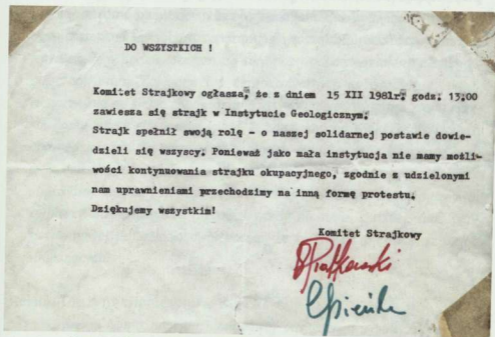 DO WSZYSTKICH !
Komitet Strajkowy ogłasza, że z dniem 15 XII 1981r. godz. 13.00
zawiesza się strajk w Instytucie Geologicznym.
Strajk spełnił swoją rolę - o naszej solidarnej postawie dowie-
dzieli się wszyscy. Ponieważ jako mała instytucja nie mamy możli-
wości kontynuowania strajku okupacyjnego, zgodnie z udzielonymi
nam uprawnieniami przechodzimy na inną formę protestu.
Dziękujemy wszystkim!
Komitet Strajkowy